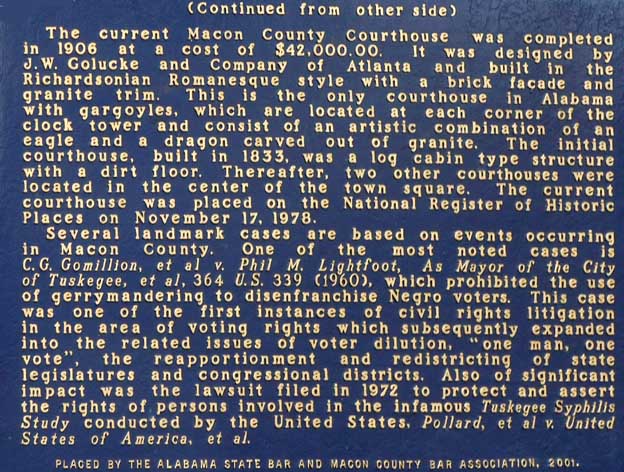 (Continued from other side)
The current Macon County Courthouse was completed
in 1906 at a cost of $42,000.00. It was designed by
J.W. Golucke and Company of Atlanta and built in the
Richardsonian Romanesque style with a brick façade and
granite trim. This is the only courthouse in Alabama
with gargoyles, which are located at each corner of the
clock tower and consist of an artistic combination of an
eagle and a dragon carved out of granite. The initial
courthouse, built in 1833, was a log cabin type structure
with a dirt floor. Thereafter, two other courthouses were
located in the center of the town square. The current
courthouse was placed on the National Register of Historic
Places on November 17, 1978.
Several landmark cases are based on events occurring
in Macon County. One of the most noted cases is
C.G. Gomillion, et al v. Phil M. Lightfoot, As Mayor of the City
of Tuskegee, et al, 364 U.S. 339 (1960), which prohibited the use
of gerrymandering to disenfranchise Negro voters. This case
was one of the first instances of civil rights litigation
in the area of voting rights which subsequently expanded
into the related issues of voter dilution, "one man, one
vote", the reapportionment and redistricting of state
legislatures and congressional districts. Also of significant
impact was the lawsuit filed in 1972 to protect and assert
the rights of persons involved in the infamous Tuskegee Syphilis
Study conducted by the United States, Pollard, et al v. United
States of America, et al.
PLACED BY THE ALABAMA STATE BAR AND MACON COUNTY BAR ASSOCIATION, 2001.